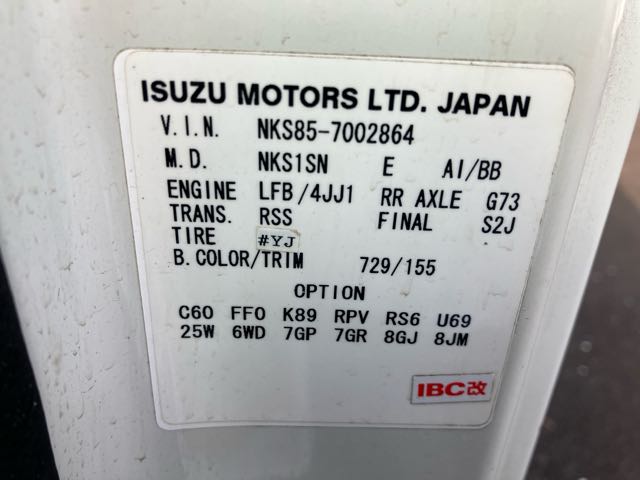 ISUZU MOTORS LTD. JAPAN
V.I.N. NKS85-7002864
M.D. NKS1SN E AI/BB
ENGINE LFB/4JJ1 RR AXLE G73
TRANS. RSS FINAL S2J
TIRE #YJ
B.COLOR/TRIM 729/155
OPTION
C60 FF0 K89 RPV RS6 U69
25W 6WD 7GP 7GR 8GJ 8JM
IBC改